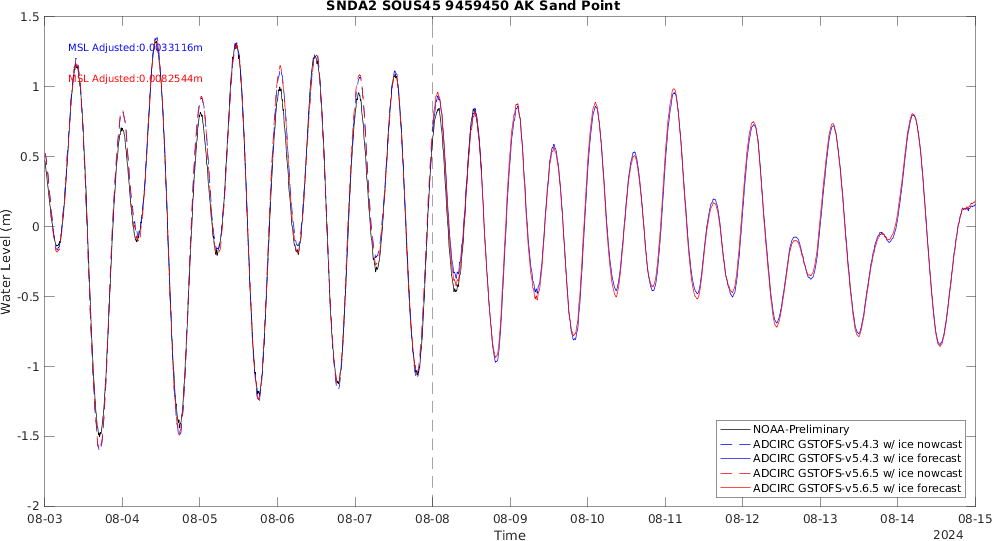 SNDA2 SOUS45 9459450 AK Sand Point
1.5
1
0.5
0
-0.5
-1
-1.5
-2
Water Level (m)
MSL Adjusted:0.0033116m
MSL Adjusted:0.0082544m
NOAA-Preliminary
ADCIRC GSTOFS-v5.4.3 w/ ice nowcast
ADCIRC GSTOFS-v5.4.3 w/ ice forecast
ADCIRC GSTOFS-v5.6.5 w/ ice nowcast
ADCIRC GSTOFS-v5.6.5 w/ ice forecast
08-03 08-04 08-05 08-06 08-07 08-08 08-09 08-10 08-11 08-12 08-13 08-14 08-15
Time
2024